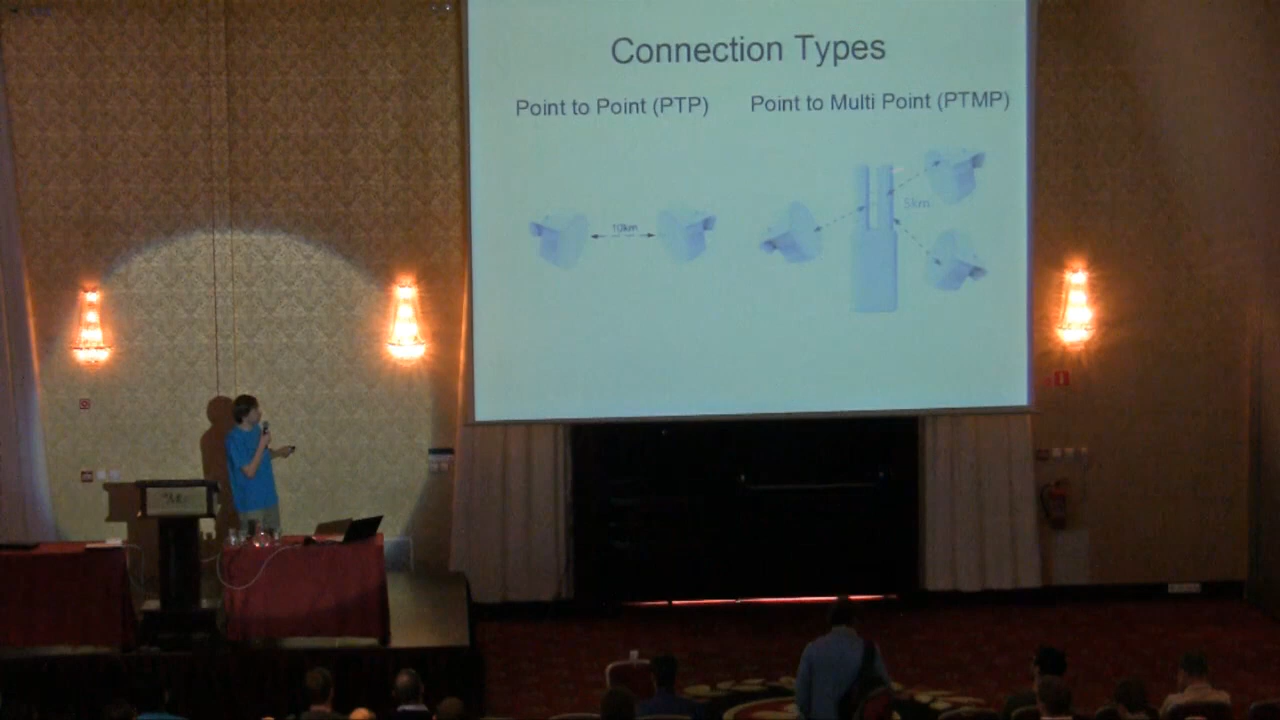 Connection Types
Point to Point (PTP)
Point to Multi Point (PTMP)
10km
5km